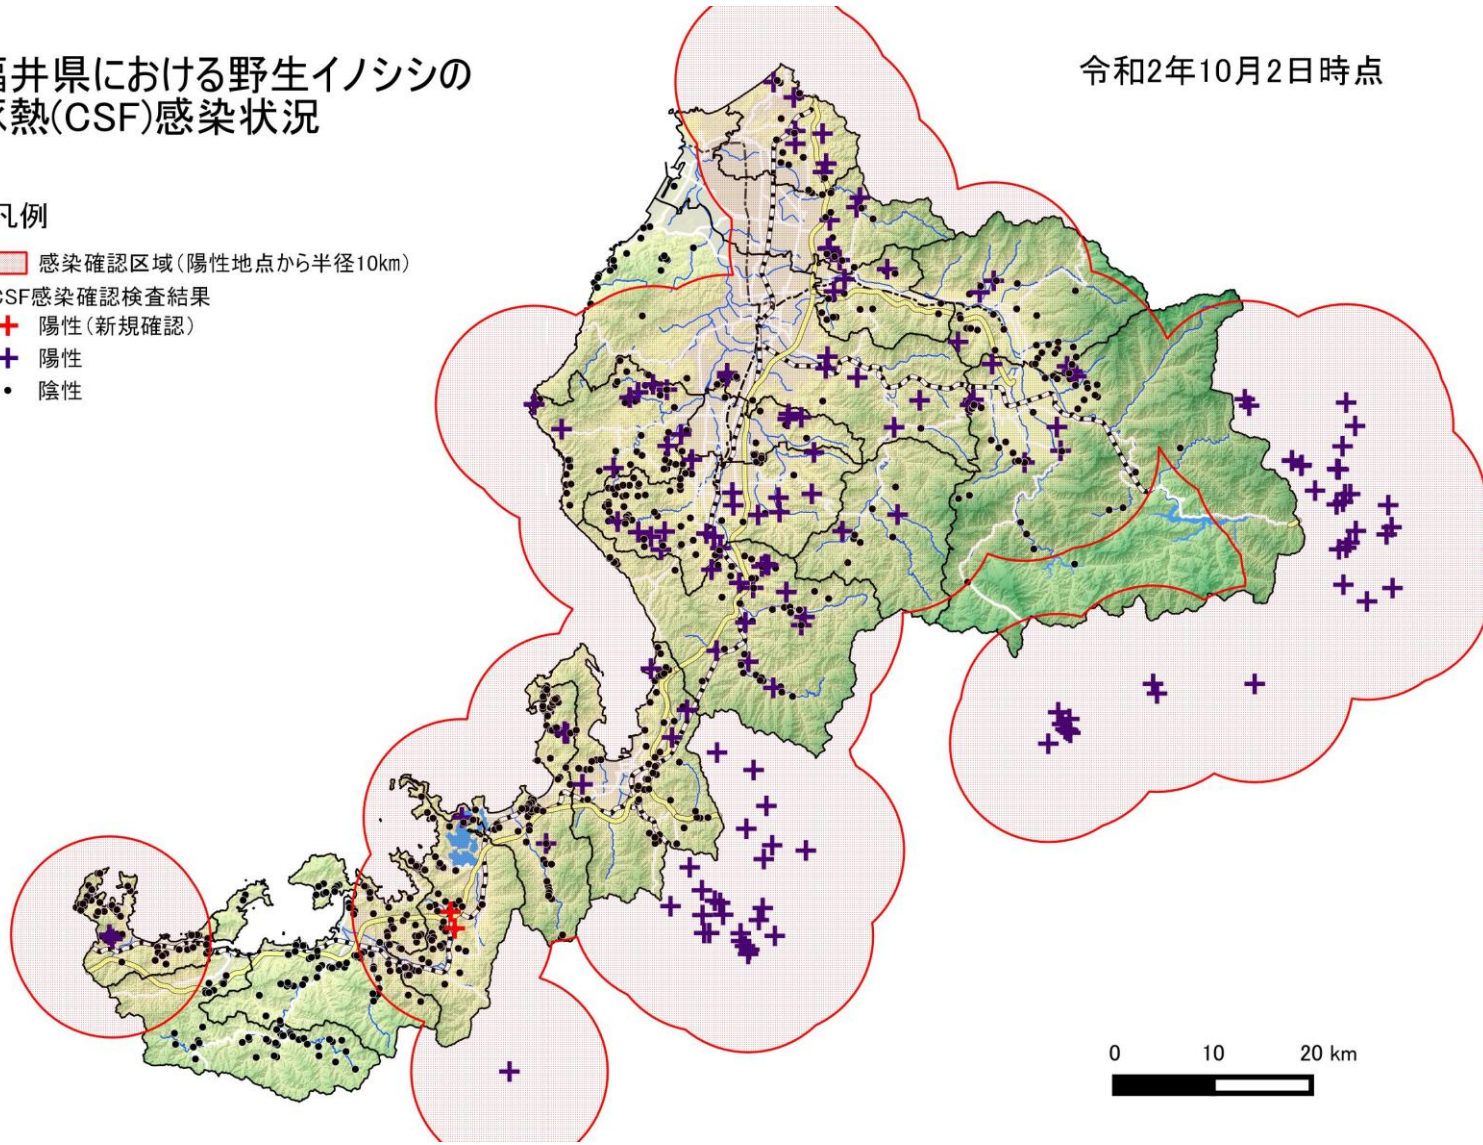 福井県における野生イノシシの
豚熱(CSF)感染状況
令和2年10月2日時点
凡例
感染確認区域(陽性地点から半径10km)
CSF感染確認検査結果
陽性(新規確認)
陽性
陰性
0 10 20 km